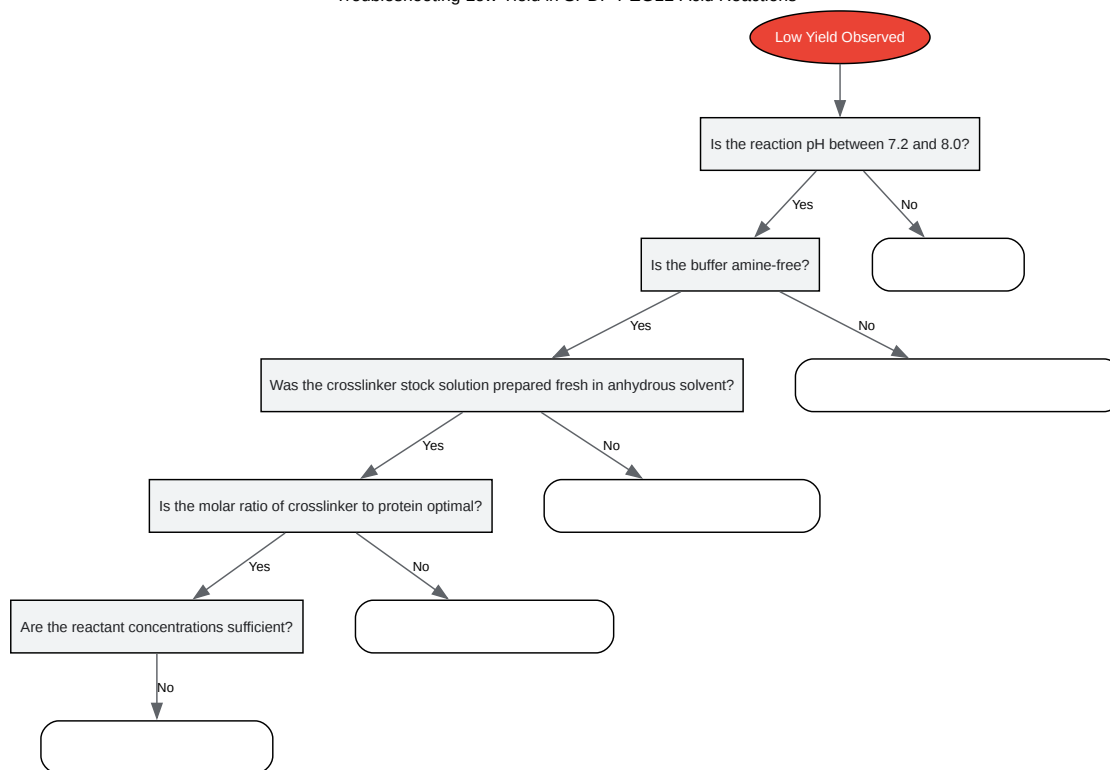 Low Yield Observed
Is the reaction pH between 7.2 and 8.0?
Yes
No
Is the buffer amine-free?
Yes
No
Was the crosslinker stock solution prepared fresh in anhydrous solvent?
Yes
No
Is the molar ratio of crosslinker to protein optimal?
Yes
No
Are the reactant concentrations sufficient?
No